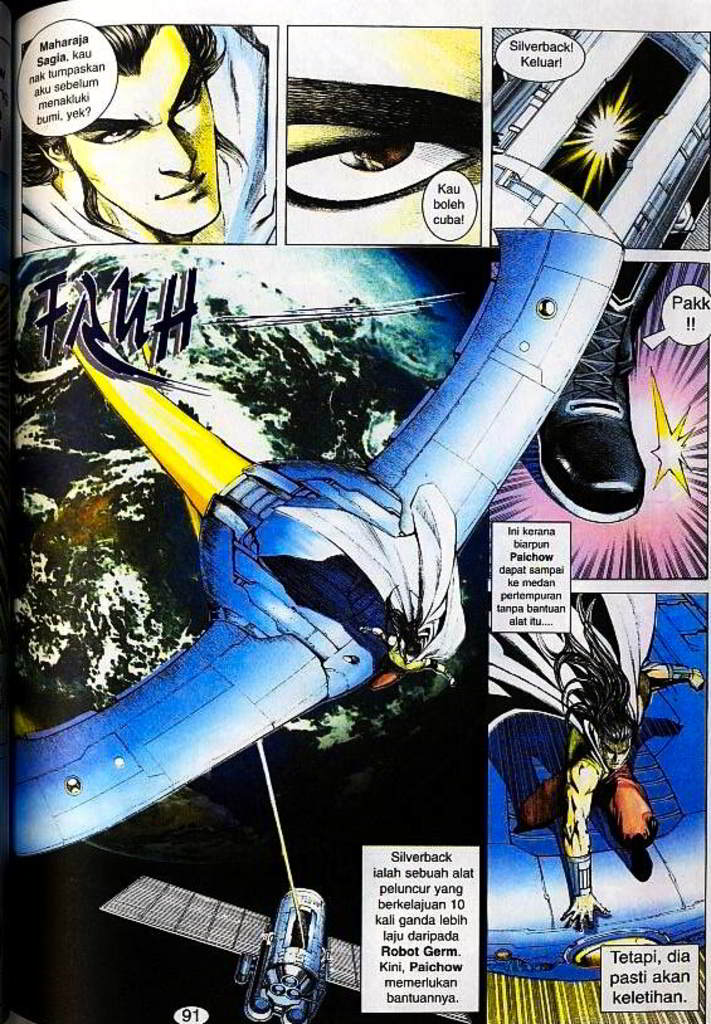 Maharaja
Sagia, kau
nak tumpaskan
aku sebelum
menakluki
bumi, yek?
Kau
boleh
cuba!
Silverback!
Keluar!
Pakk
!!
Ini kerana
biarpun
Paichow
dapat sampai
ke medan
pertempuran
tanpa bantuan
alat itu....
Silverback
ialah sebuah alat
peluncur yang
berkelajuan 10
kali ganda lebih
laju daripada
Robot Germ.
Kini, Paichow
memerlukan
bantuannya.
Tetapi, dia
pasti akan
keletihan.
91